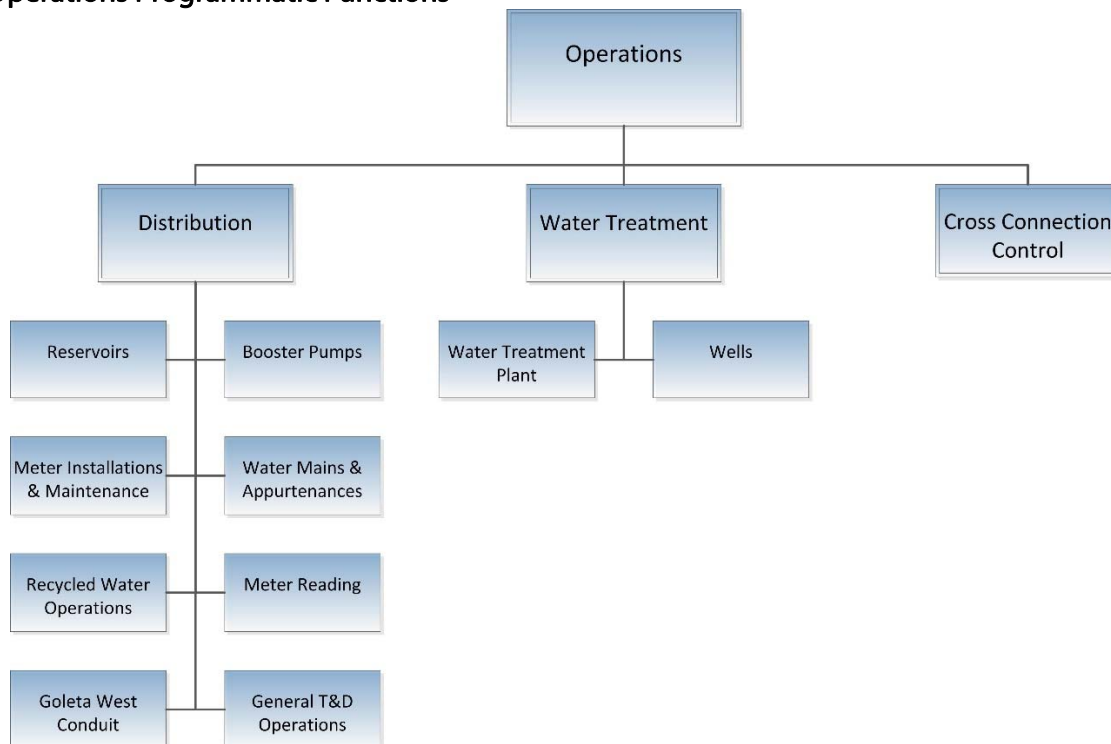 Operations Programmatic Functions
Operations
Distribution
Water Treatment
Cross Connection
Control
Reservoirs
Booster Pumps
Water Treatment
Plant
Wells
Meter Installations
& Maintenance
Water Mains &
Appurtenances
Recycled Water
Operations
Meter Reading
Goleta West
Conduit
General T&D
Operations